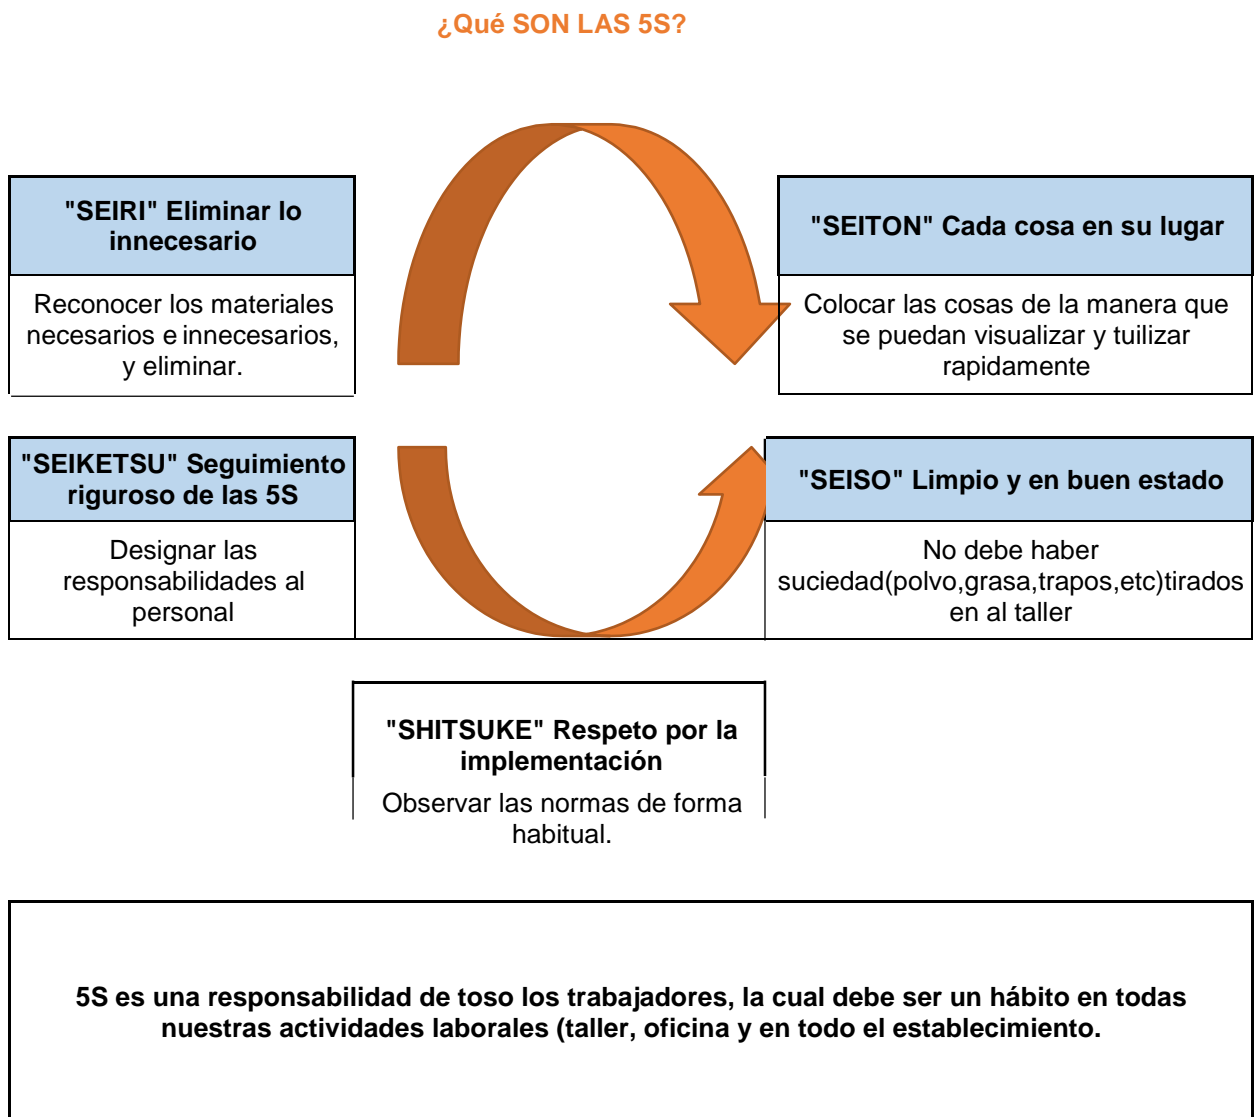 ¿Qué SON LAS 5S?
"SEIRI" Eliminar lo
innecesario
Reconocer los materiales
necesarios e innecesarios,
y eliminar.
"SEITON" Cada cosa en su lugar
Colocar las cosas de la manera que
se puedan visualizar y tuilizar
rapidamente
"SEIKETSU" Seguimiento
riguroso de las 5S
Designar las
responsabilidades al
personal
"SEISO" Limpio y en buen estado
No debe haber
suciedad(polvo,grasa,trapos,etc)tirados
en al taller
"SHITSUKE" Respeto por la
implementación
Observar las normas de forma
habitual.
5S es una responsabilidad de toso los trabajadores, la cual debe ser un hábito en todas
nuestras actividades laborales (taller, oficina y en todo el establecimiento.